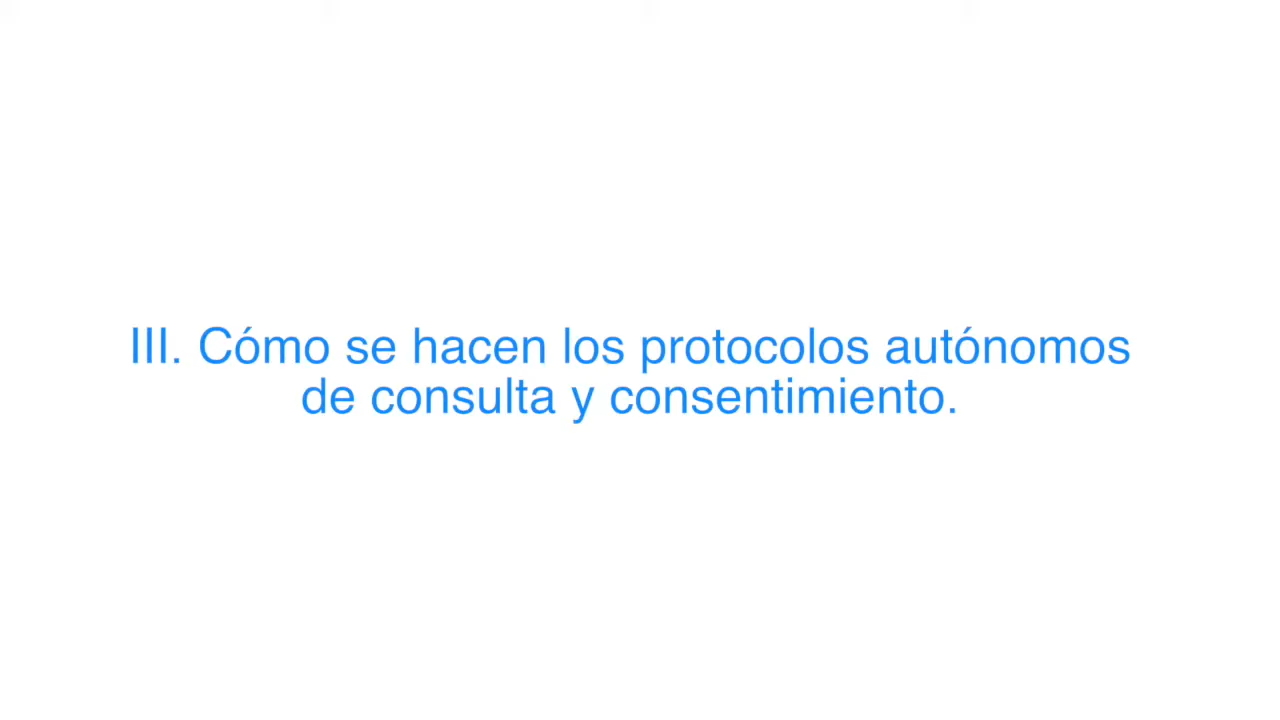 III. Cómo se hacen los protocolos autónomos
de consulta y consentimiento.